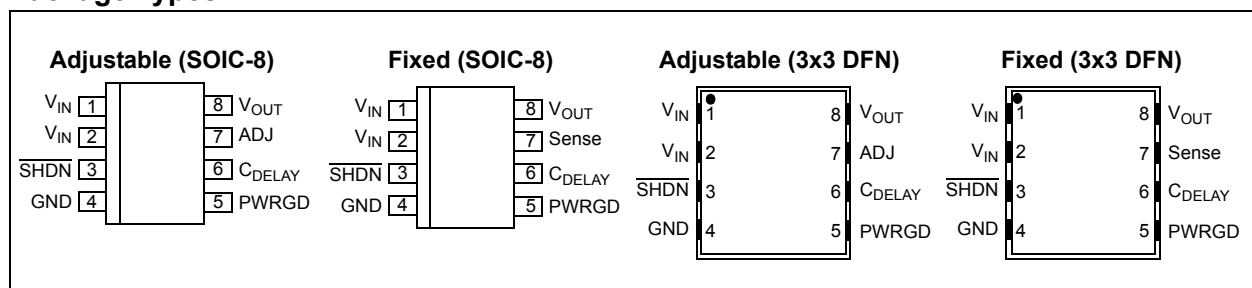 Package Types
Adjustable (SOIC-8)
VIN 1
VIN 2
SHDN 3
GND 4
8 VOUT
7 ADJ
6 CDELAY
5 PWRGD
Fixed (SOIC-8)
VIN 1
VIN 2
SHDN 3
GND 4
8 VOUT
7 Sense
6 CDELAY
5 PWRGD
Adjustable (3x3 DFN)
VIN 1
VIN 2
SHDN 3
GND 4
8 VOUT
7 ADJ
6 CDELAY
5 PWRGD
Fixed (3x3 DFN)
VIN 1
VIN 2
SHDN 3
GND 4
8 VOUT
7 Sense
6 CDELAY
5 PWRGD